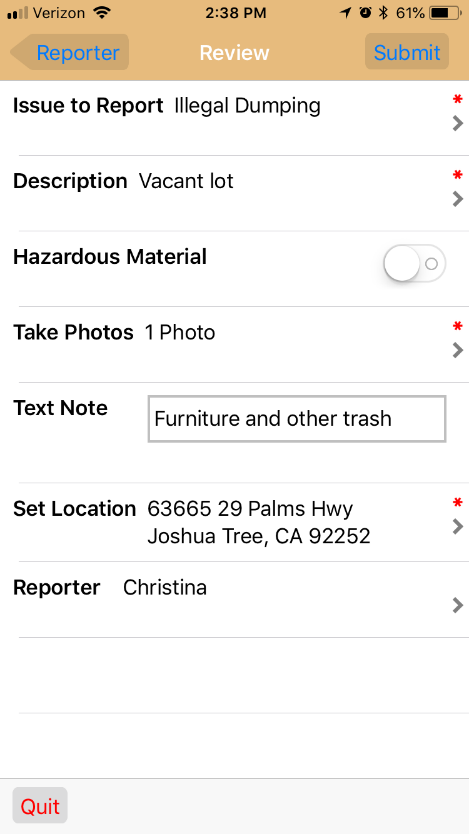 Verizon 2:38 PM 61%
Reporter Review Submit
Issue to Report Illegal Dumping *
Description Vacant lot *
Hazardous Material
Take Photos 1 Photo *
Text Note Furniture and other trash
Set Location 63665 29 Palms Hwy *
Joshua Tree, CA 92252
Reporter Christina
Quit